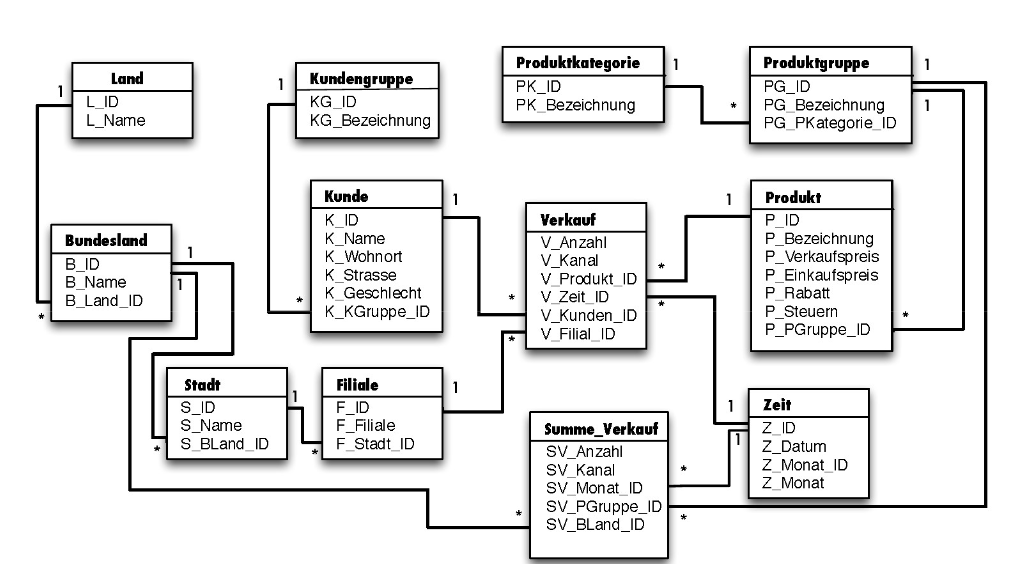 Land
L_ID
L_Name
Kundengruppe
KG_ID
KG_Bezeichnung
Produktkategorie
PK_ID
PK_Bezeichnung
Produktgruppe
PG_ID
PG_Bezeichnung
PG_PKategorie_ID
1
1
1
*
1
1
Bundesland
B_ID
B_Name
B_Land_ID
*
1
1
Kunde
K_ID
K_Name
K_Wohnort
K_Strasse
K_Geschlecht
K_KGruppe_ID
*
1
*
Verkauf
V_Anzahl
V_Kanal
V_Produkt_ID
V_Zeit_ID
V_Kunden_ID
V_Filial_ID
*
*
*
1
Produkt
P_ID
P_Bezeichnung
P_Verkaufspreis
P_Einkaufspreis
P_Rabatt
P_Steuern
P_PGruppe_ID
*
Stadt
S_ID
S_Name
S_BLand_ID
*
1
*
Filiale
F_ID
F_Filiale
F_Stadt_ID
1
Summe_Verkauf
SV_Anzahl
SV_Kanal
SV_Monat_ID
SV_PGruppe_ID
SV_BLand_ID
*
*
*
1
1
Zeit
Z_ID
Z_Datum
Z_Monat_ID
Z_Monat